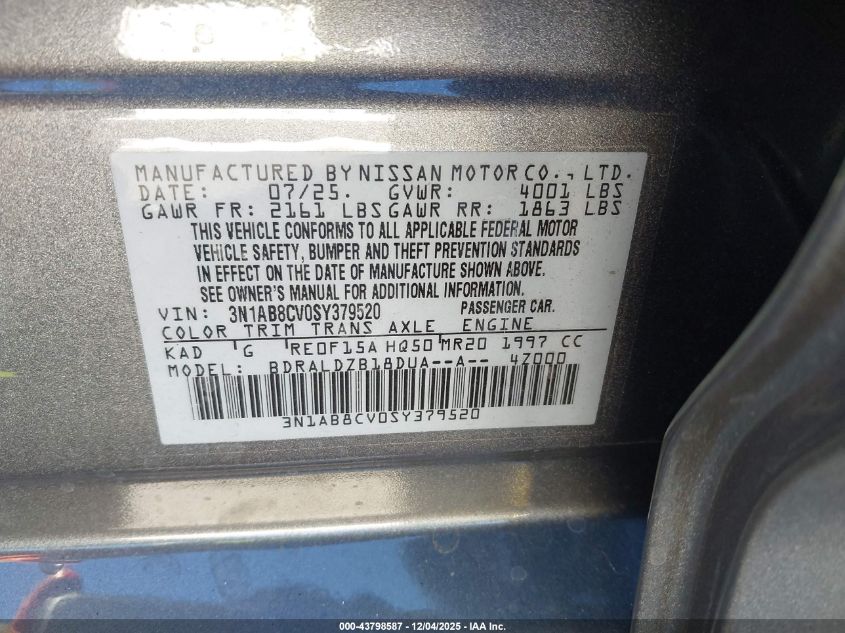 MANUFACTURED BY NISSAN MOTOR CO., LTD.
DATE: 07/25. GVWR: 4001 LBS
GAWR FR: 2161 LBS GAWR RR: 1863 LBS
THIS VEHICLE CONFORMS TO ALL APPLICABLE FEDERAL MOTOR
VEHICLE SAFETY, BUMPER AND THEFT PREVENTION STANDARDS
IN EFFECT ON THE DATE OF MANUFACTURE SHOWN ABOVE.
SEE OWNER'S MANUAL FOR ADDITIONAL INFORMATION.
VIN: 3N1AB8CV0SY379520 PASSENGER CAR.
COLOR TRIM TRANS AXLE ENGINE
KAD G RE0F15A HQ50 MR20 1997 CC
MODEL: BDRALDZB18DUA--A-- 4Z000
3N1AB8CV0SY379520
000-43798587 - 12/04/2025 - IAA Inc.